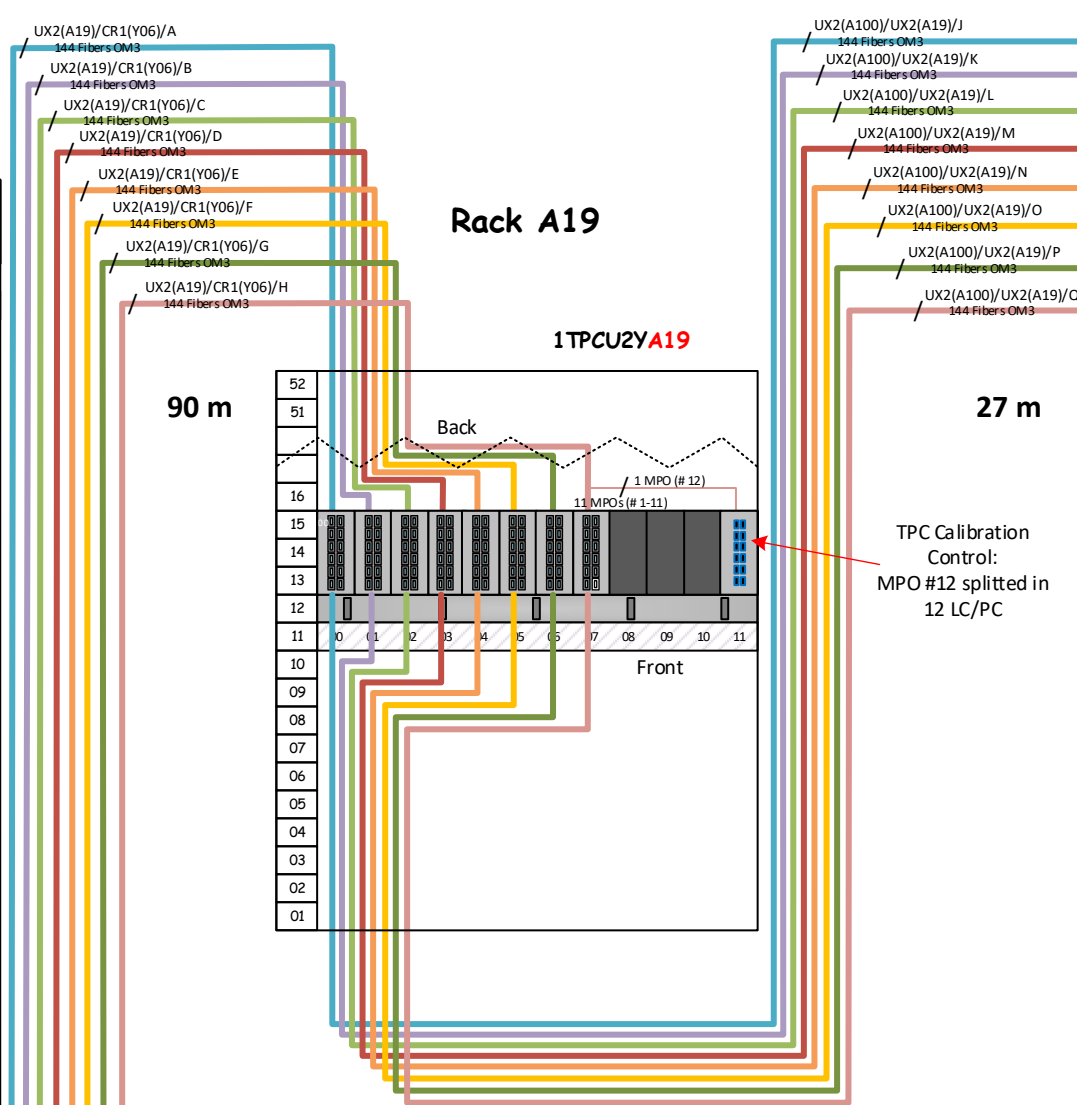 UX2(A19)/CR1(Y06)/A
144 Fibers OM3
UX2(A19)/CR1(Y06)/B
144 Fibers OM3
UX2(A19)/CR1(Y06)/C
144 Fibers OM3
UX2(A19)/CR1(Y06)/D
144 Fibers OM3
UX2(A19)/CR1(Y06)/E
144 Fibers OM3
UX2(A19)/CR1(Y06)/F
144 Fibers OM3
UX2(A19)/CR1(Y06)/G
144 Fibers OM3
UX2(A19)/CR1(Y06)/H
144 Fibers OM3
UX2(A100)/UX2(A19)/J
144 Fibers OM3
UX2(A100)/UX2(A19)/K
144 Fibers OM3
UX2(A100)/UX2(A19)/L
144 Fibers OM3
UX2(A100)/UX2(A19)/M
144 Fibers OM3
UX2(A100)/UX2(A19)/N
144 Fibers OM3
UX2(A100)/UX2(A19)/O
144 Fibers OM3
UX2(A100)/UX2(A19)/P
144 Fibers OM3
UX2(A100)/UX2(A19)/
144 Fibers OM3
Rack A19
1TPCU2YA19
90 m
27 m
52
51
Back
16
1 MPO (# 12)
11 MPOs (# 1-11)
15
14
13
12
11
00 01 02 03 04 05 06 07 08 09 10 11
TPC Calibration
Control:
MPO #12 splitted in
12 LC/PC
10
Front
09
08
07
06
05
04
03
02
01